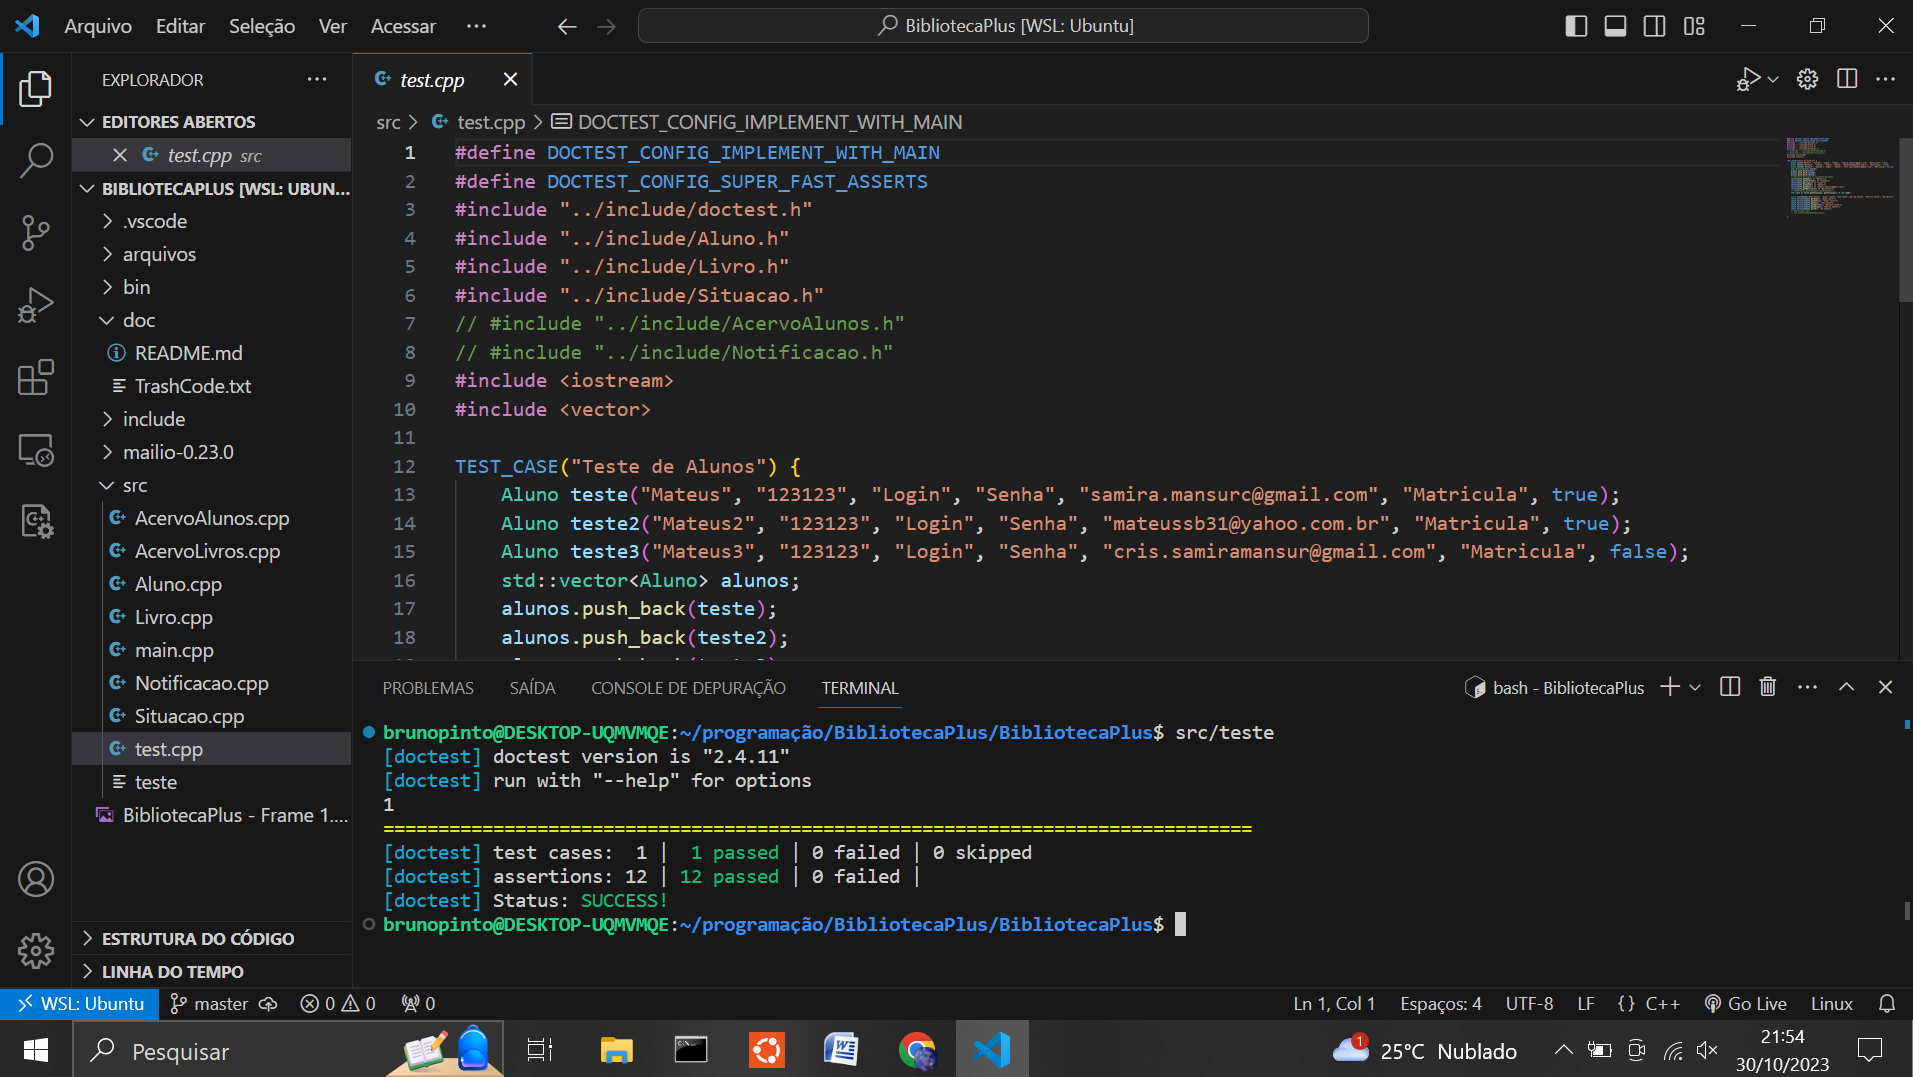 Arquivo Editar Seleção Ver Acessar ··· BibliotecaPlus [WSL: Ubuntu]
EXPLORADOR
EDITORES ABERTOS
test.cpp src
BIBLIOTECAPLUS [WSL: UBUN...
.vscode
arquivos
bin
doc
README.md
TrashCode.txt
include
mailio-0.23.0
src
AcervoAlunos.cpp
AcervoLivros.cpp
Aluno.cpp
Livro.cpp
main.cpp
Notificacao.cpp
Situacao.cpp
test.cpp
teste
BibliotecaPlus - Frame 1....
ESTRUTURA DO CÓDIGO
LINHA DO TEMPO
test.cpp
src > test.cpp > DOCTEST_CONFIG_IMPLEMENT_WITH_MAIN
1 #define DOCTEST_CONFIG_IMPLEMENT_WITH_MAIN
2 #define DOCTEST_CONFIG_SUPER_FAST_ASSERTS
3 #include "../include/doctest.h"
4 #include "../include/Aluno.h"
5 #include "../include/Livro.h"
6 #include "../include/Situacao.h"
7 // #include "../include/AcervoAlunos.h"
8 // #include "../include/Notificacao.h"
9 #include <iostream>
10 #include <vector>
11
12 TEST_CASE("Teste de Alunos") {
13 Aluno teste("Mateus", "123123", "Login", "Senha", "samira.mansurc@gmail.com", "Matricula", true);
14 Aluno teste2("Mateus2", "123123", "Login", "Senha", "mateussb31@yahoo.com.br", "Matricula", true);
15 Aluno teste3("Mateus3", "123123", "Login", "Senha", "cris.samiramansur@gmail.com", "Matricula", false);
16 std::vector<Aluno> alunos;
17 alunos.push_back(teste);
18 alunos.push_back(teste2);
PROBLEMAS SAÍDA CONSOLE DE DEPURAÇÃO TERMINAL bash - BibliotecaPlus
brunopinto@DESKTOP-UQMVMQE:~/programação/BibliotecaPlus/BibliotecaPlus$ src/teste
[doctest] doctest version is "2.4.11"
[doctest] run with "--help" for options
1
===============================================================================
[doctest] test cases: 1 | 1 passed | 0 failed | 0 skipped
[doctest] assertions: 12 | 12 passed | 0 failed |
[doctest] Status: SUCCESS!
brunopinto@DESKTOP-UQMVMQE:~/programação/BibliotecaPlus/BibliotecaPlus$
WSL: Ubuntu master 0 0 0 Ln 1, Col 1 Espaços: 4 UTF-8 LF {} C++ Go Live Linux
Pesquisar 1 25°C Nublado 21:54
30/10/2023